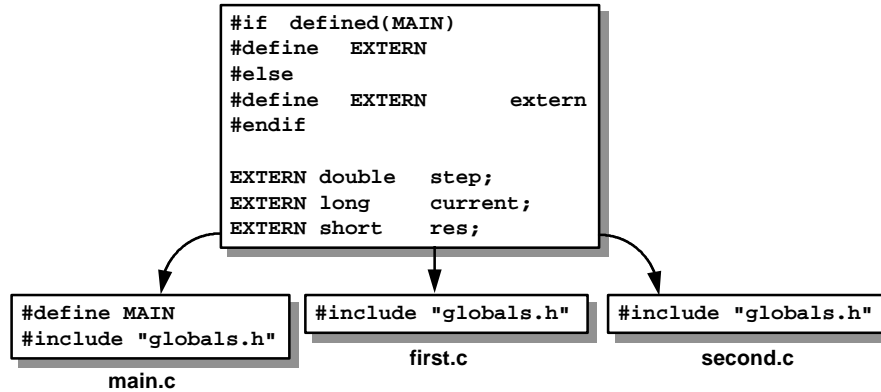 #if defined(MAIN)
#define EXTERN
#else
#define EXTERN extern
#endif
EXTERN double step;
EXTERN long current;
EXTERN short res;
#define MAIN
#include "globals.h"
main.c
#include "globals.h"
first.c
#include "globals.h"
second.c